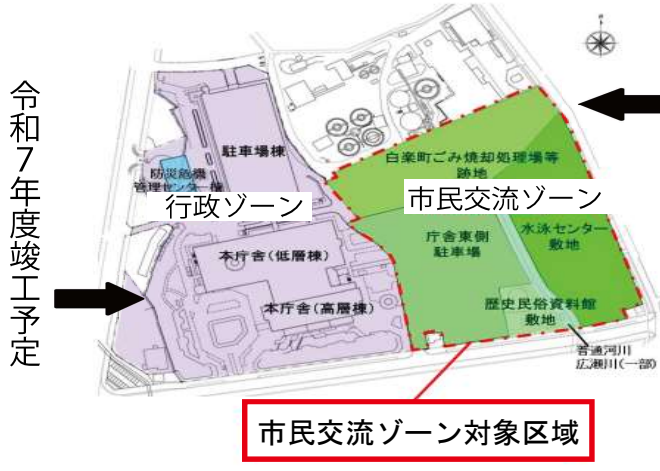 令和7年度竣工予定
駐車場棟
防災危機
管理センター棟
行政ゾーン
本庁舎(低層棟)
本庁舎(高層棟)
白楽町ごみ焼却処理場等
跡地
市民交流ゾーン
庁舎東側
駐車場
水泳センター
敷地
歴史民俗資料館
敷地
普通河川
広瀬川(一部)
市民交流ゾーン対象区域